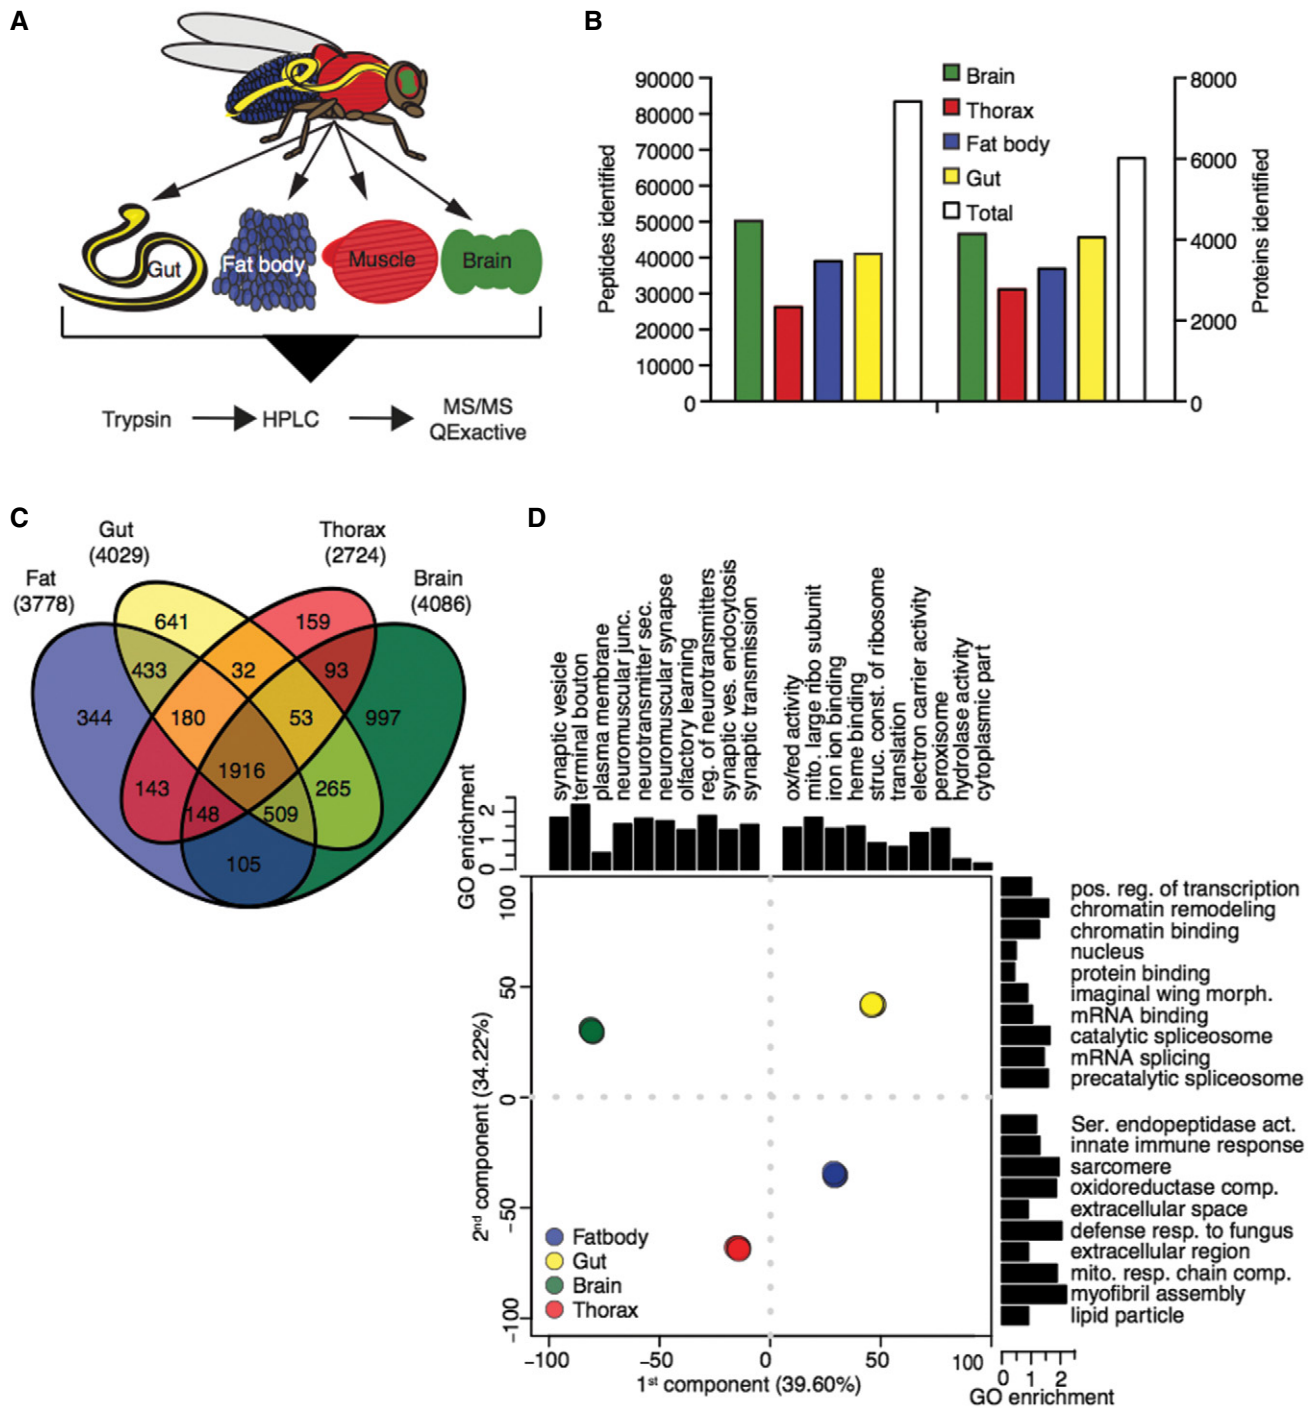 A
Gut
Fat body
Muscle
Brain
Trypsin
HPLC
MS/MS
QExactive
B
Peptides identified
90000
80000
70000
60000
50000
40000
30000
20000
10000
0
Brain
Thorax
Fat body
Gut
Total
8000
6000
4000
2000
0
Proteins identified
C
Gut
(4029)
Thorax
(2724)
Fat
(3778)
Brain
(4086)
641
159
433
32
93
344
180
53
997
1916
143
265
148
509
105
D
synaptic vesicle
terminal bouton
plasma membrane
neuromuscular junc.
neurotransmitter sec.
neuromuscular synapse
olfactory learning
reg. of neurotransmitters
synaptic ves. endocytosis
synaptic transmission
ox/red activity
mito. large ribo subunit
iron ion binding
heme binding
struc. const. of ribosome
translation
electron carrier activity
peroxisome
hydrolase activity
cytoplasmic part
GO enrichment
2
1
0
2nd component (34.22%)
100
50
0
−50
−100
Fatbody
Gut
Brain
Thorax
−100
−50
0
50
100
1st component (39.60%)
pos. reg. of transcription
chromatin remodeling
chromatin binding
nucleus
protein binding
imaginal wing morph.
mRNA binding
catalytic spliceosome
mRNA splicing
precatalytic spliceosome
Ser. endopeptidase act.
innate immune response
sarcomere
oxidoreductase comp.
extracellular space
defense resp. to fungus
extracellular region
mito. resp. chain comp.
myofibril assembly
lipid particle
0 1 2
GO enrichment